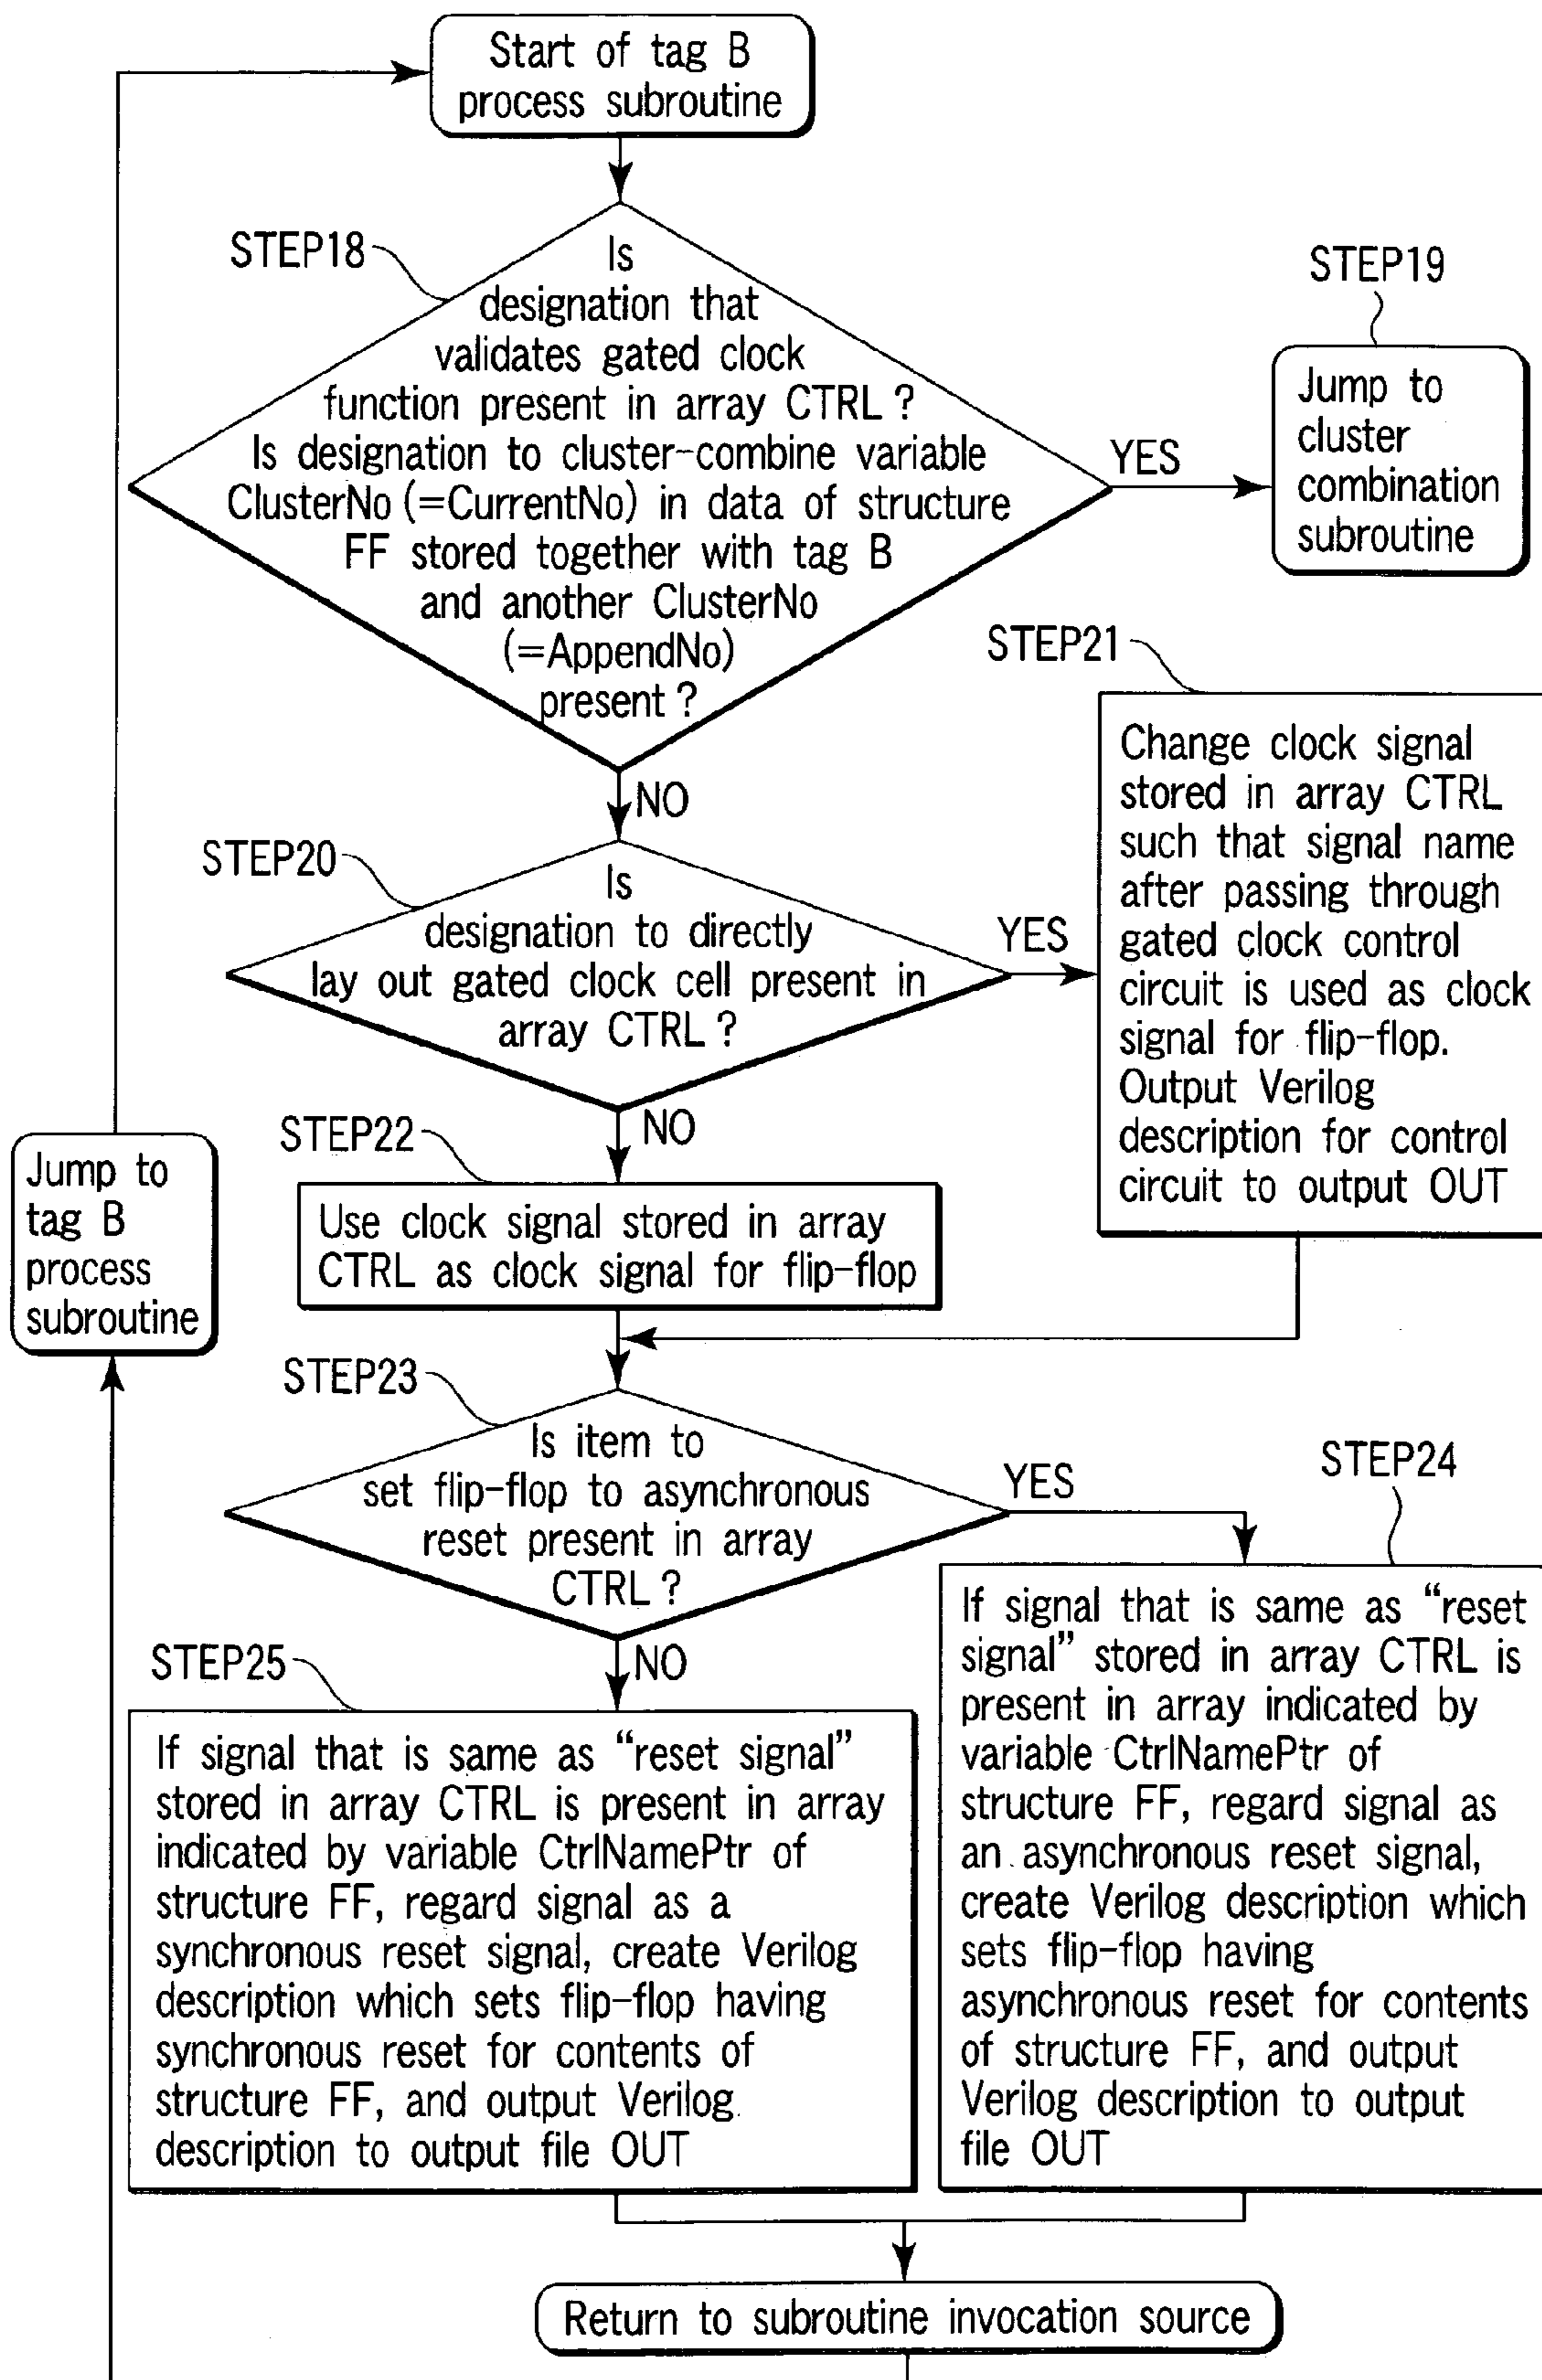 Start of tag B
process subroutine
STEP18
Is
designation that
validates gated clock
function present in array CTRL ?
Is designation to cluster-combine variable
ClusterNo (=CurrentNo) in data of structure
FF stored together with tag B
and another ClusterNo
(=AppendNo)
present ?
YES
STEP19
Jump to
cluster
combination
subroutine
NO
STEP20
Is
designation to directly
lay out gated clock cell present in
array CTRL ?
YES
STEP21
Change clock signal
stored in array CTRL
such that signal name
after passing through
gated clock control
circuit is used as clock
signal for flip-flop.
Output Verilog
description for control
circuit to output OUT
NO
STEP22
Use clock signal stored in array
CTRL as clock signal for flip-flop
Jump to
tag B
process
subroutine
STEP23
Is item to
set flip-flop to asynchronous
reset present in array
CTRL ?
YES
STEP24
If signal that is same as “reset
signal” stored in array CTRL is
present in array indicated by
variable CtrlNamePtr of
structure FF, regard signal as
an asynchronous reset signal,
create Verilog description which
sets flip-flop having
asynchronous reset for contents
of structure FF, and output
Verilog description to output
file OUT
NO
STEP25
If signal that is same as “reset signal”
stored in array CTRL is present in array
indicated by variable CtrlNamePtr of
structure FF, regard signal as a
synchronous reset signal, create Verilog
description which sets flip-flop having
synchronous reset for contents of
structure FF, and output Verilog
description to output file OUT
Return to subroutine invocation source